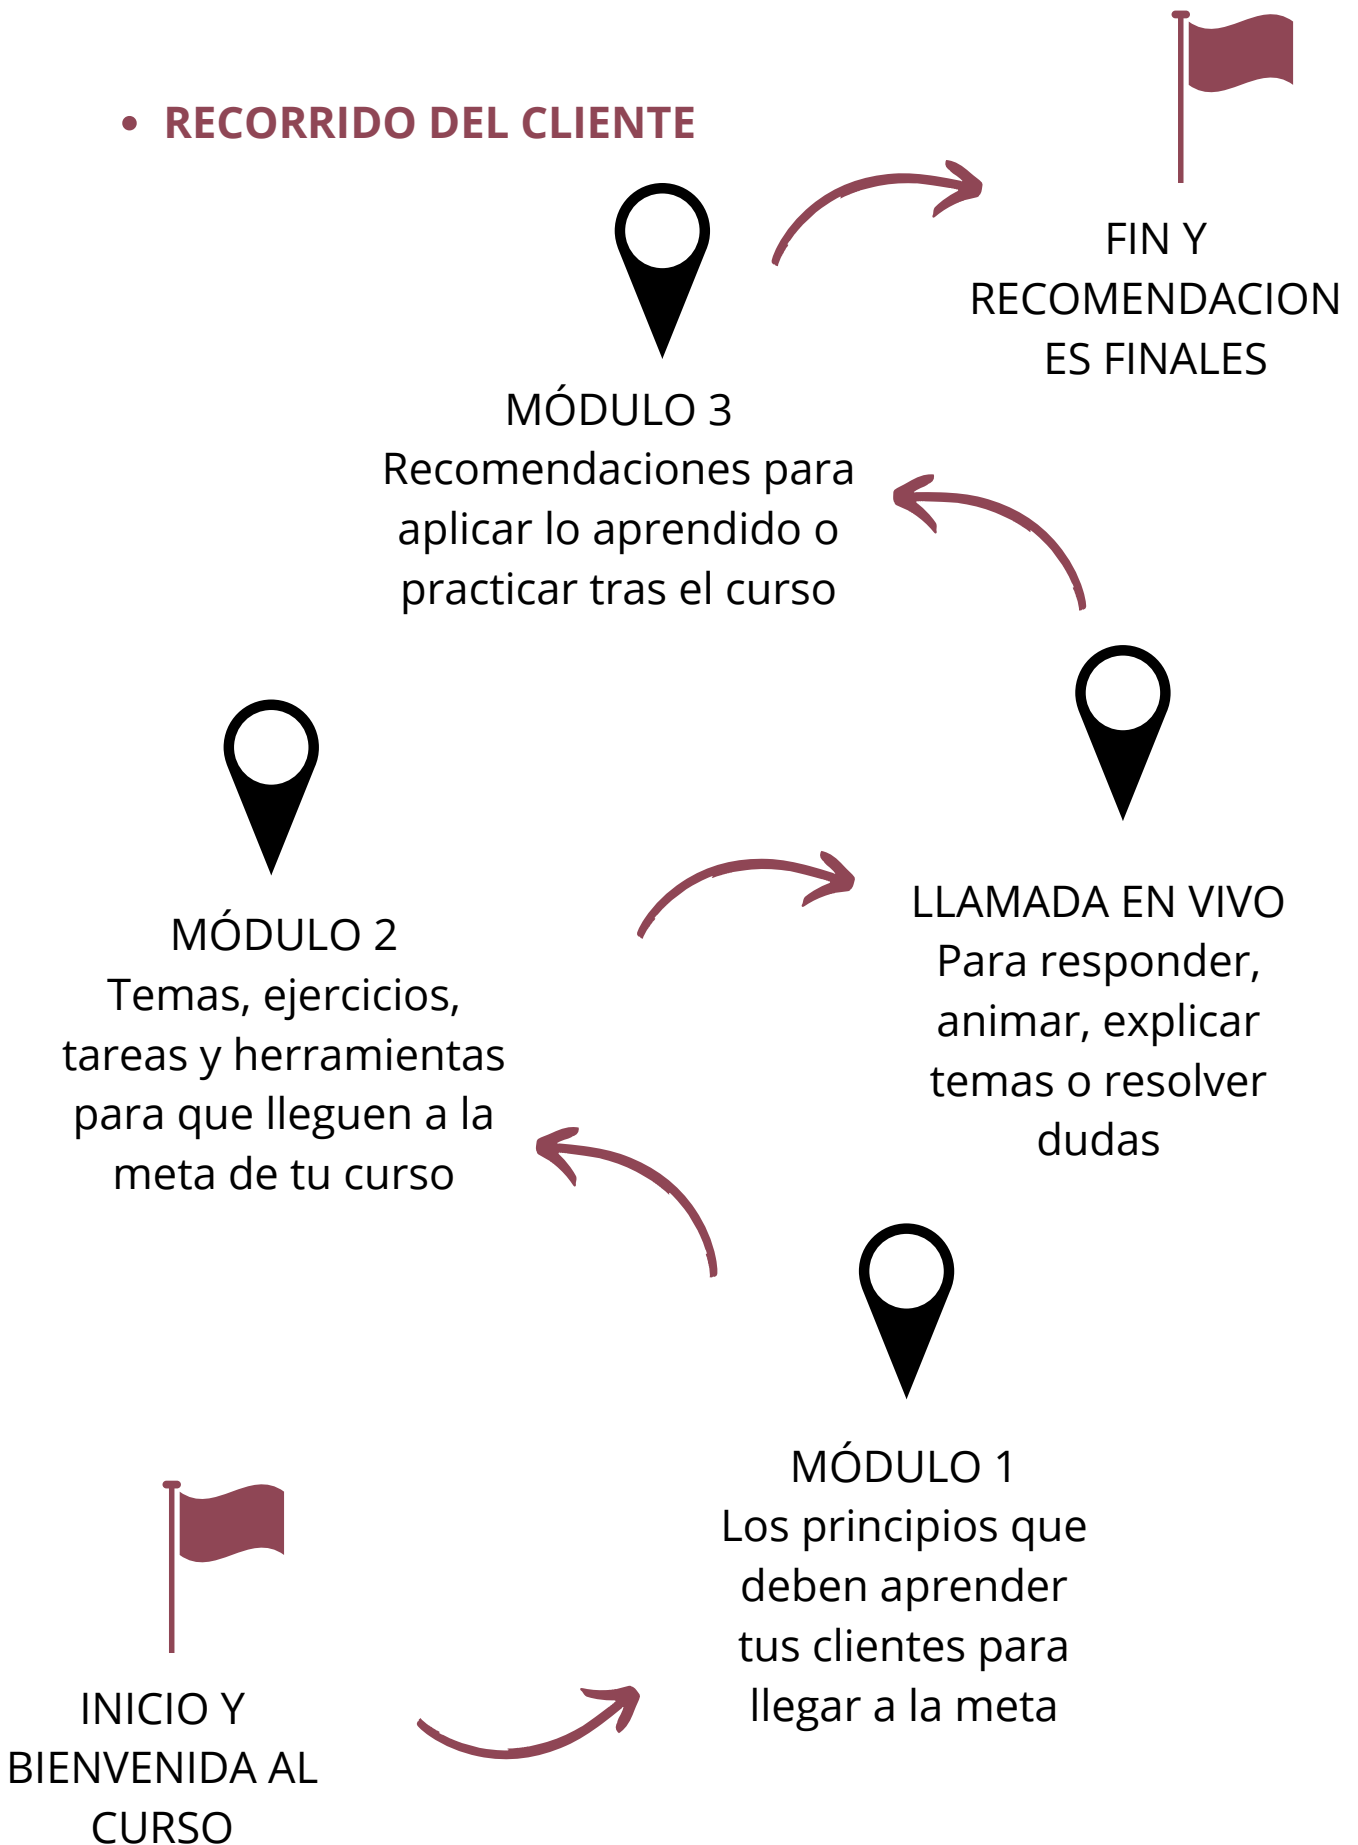 • RECORRIDO DEL CLIENTE
FIN Y
RECOMENDACION
ES FINALES
MÓDULO 3
Recomendaciones para
aplicar lo aprendido o
practicar tras el curso
LLAMADA EN VIVO
Para responder,
animar, explicar
temas o resolver
dudas
MÓDULO 2
Temas, ejercicios,
tareas y herramientas
para que lleguen a la
meta de tu curso
MÓDULO 1
Los principios que
deben aprender
tus clientes para
llegar a la meta
INICIO Y
BIENVENIDA AL
CURSO